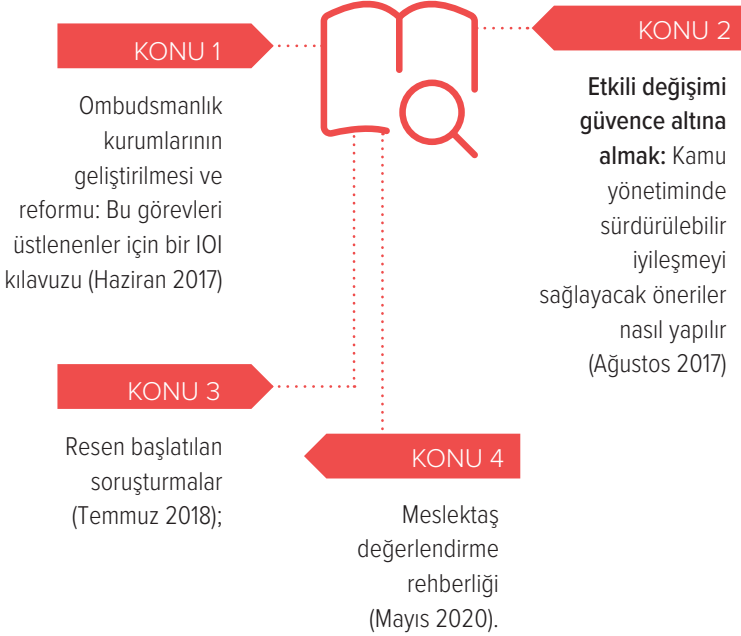 KONU 1
Ombudsmanlık
kurumlarının
geliştirilmesi ve
reformu: Bu görevleri
üstlenenler için bir IOI
kılavuzu (Haziran 2017)
KONU 2
Etkili değişimi
güvence altına
almak: Kamu
yönetiminde
sürdürülebilir
iyileşmeyi
sağlayacak öneriler
nasıl yapılır
(Ağustos 2017)
KONU 3
Resen başlatılan
soruşturmalar
(Temmuz 2018);
KONU 4
Meslektaş
değerlendirme
rehberliği
(Mayıs 2020).